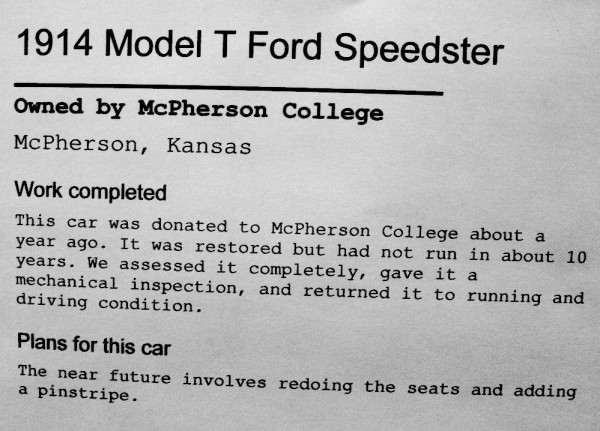 1914 Model T Ford Speedster
Owned by McPherson College
McPherson, Kansas
Work completed
This car was donated to McPherson College about a
year ago. It was restored but had not run in about 10
years. We assessed it completely, gave it a
mechanical inspection, and returned it to running and
driving condition.
Plans for this car
The near future involves redoing the seats and adding
a pinstripe.